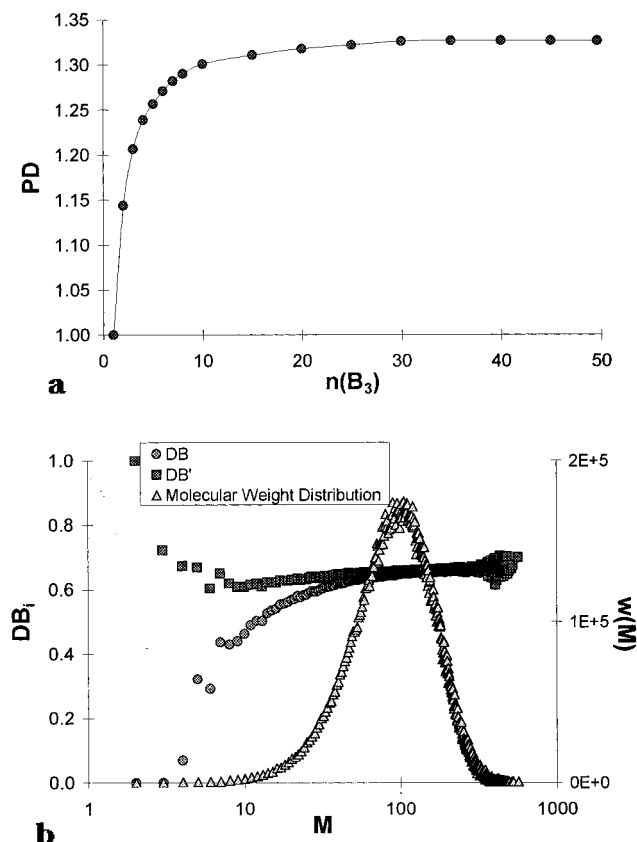 1.35
1.30
1.25
1.20
1.15
1.10
1.05
1.00
PD
0 10 20 30 40 50
n(B₃)
a
DB
DB'
Molecular Weight Distribution
1.0
0.8
0.6
0.4
0.2
0.0
DBᵢ
2E+5
1E+5
0E+0
w(M)
1 10 100 1000
M
b